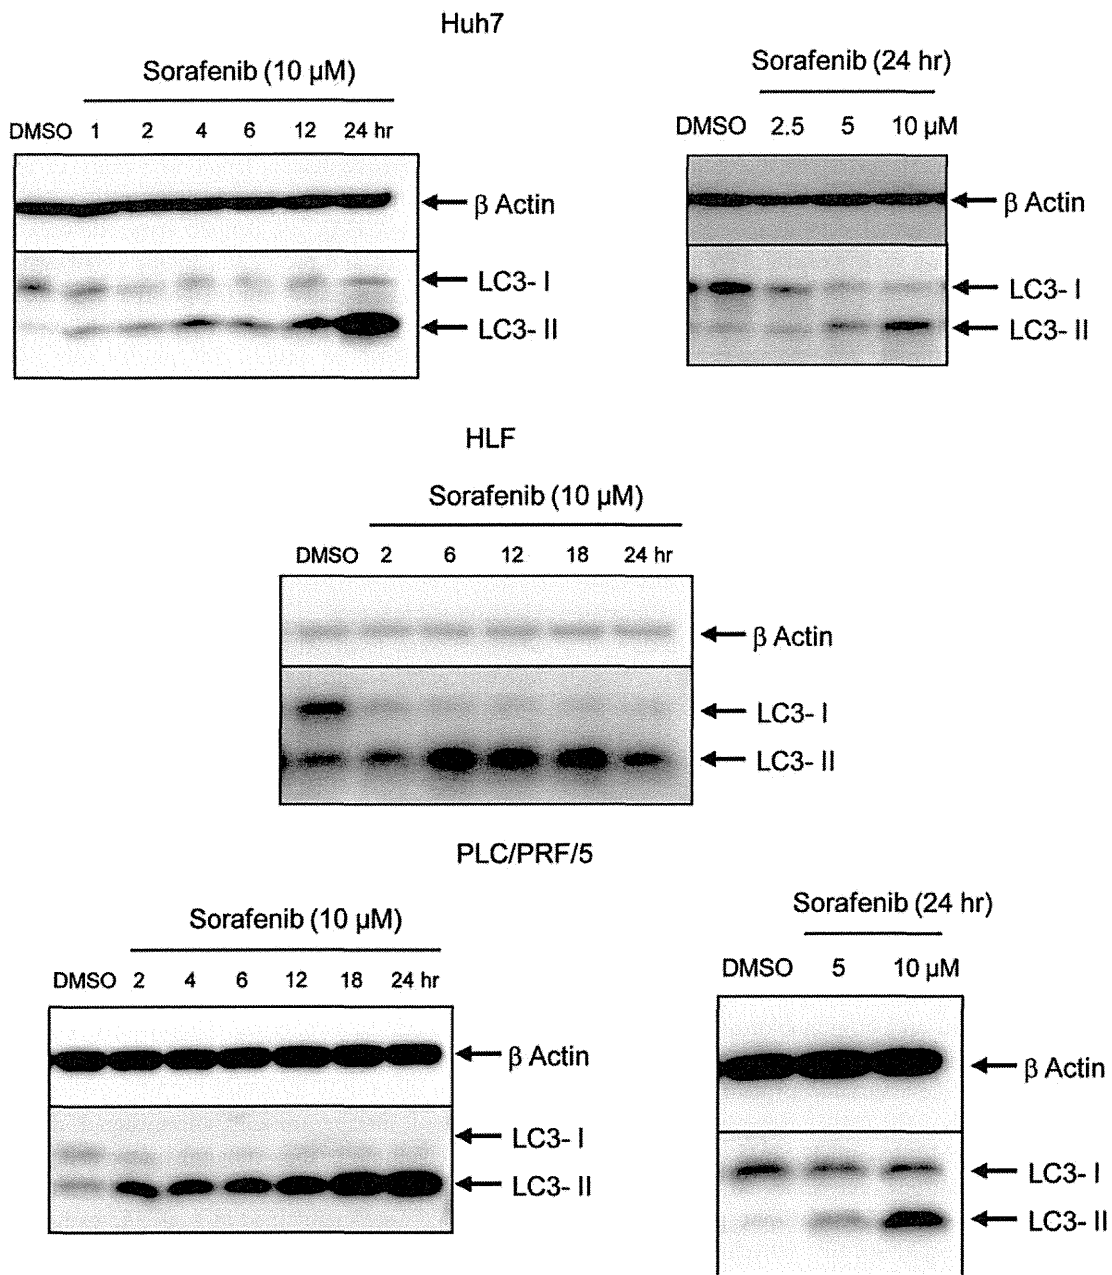 Huh7
Sorafenib (10 µM)
DMSO 1 2 4 6 12 24 hr
β Actin
LC3- I
LC3- II
Sorafenib (24 hr)
DMSO 2.5 5 10 µM
β Actin
LC3- I
LC3- II
HLF
Sorafenib (10 µM)
DMSO 2 6 12 18 24 hr
β Actin
LC3- I
LC3- II
PLC/PRF/5
Sorafenib (10 µM)
DMSO 2 4 6 12 18 24 hr
β Actin
LC3- I
LC3- II
Sorafenib (24 hr)
DMSO 5 10 µM
β Actin
LC3- I
LC3- II